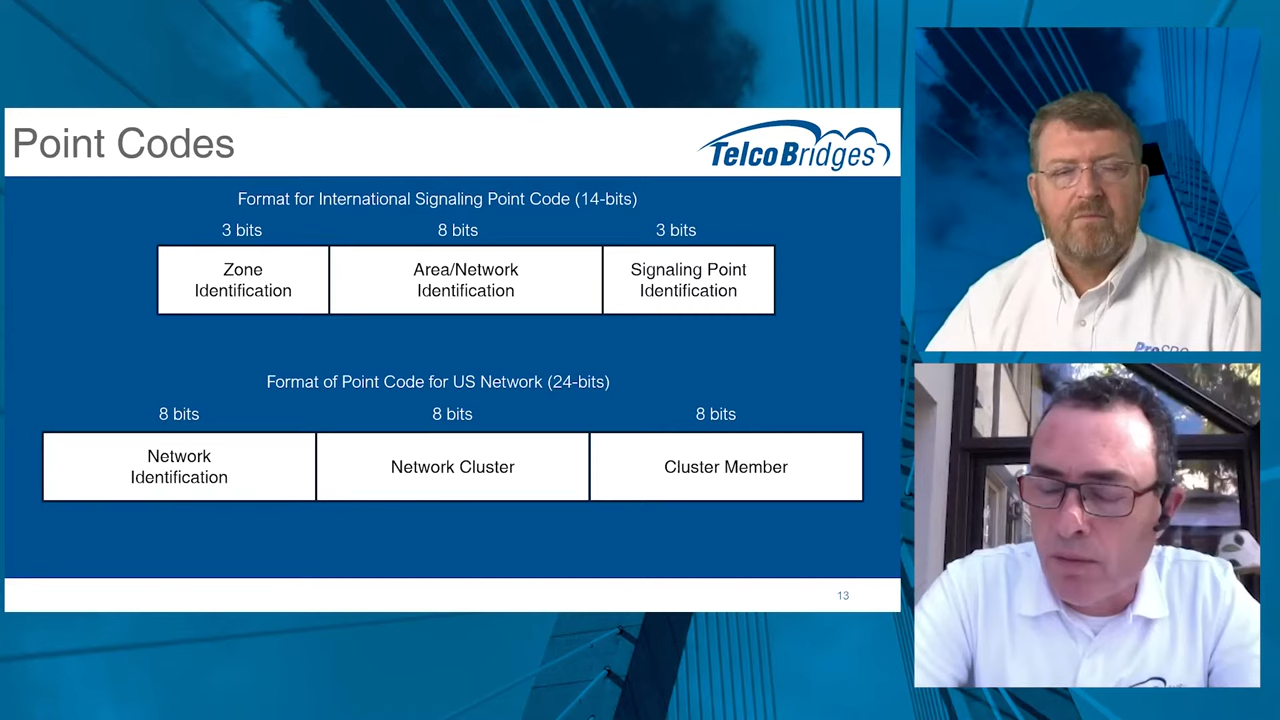 Point Codes
TelcoBridges
Format for International Signaling Point Code (14-bits)
3 bits
8 bits
3 bits
Zone
Identification
Area/Network
Identification
Signaling Point
Identification
Format of Point Code for US Network (24-bits)
8 bits
8 bits
8 bits
Network
Identification
Network Cluster
Cluster Member
13